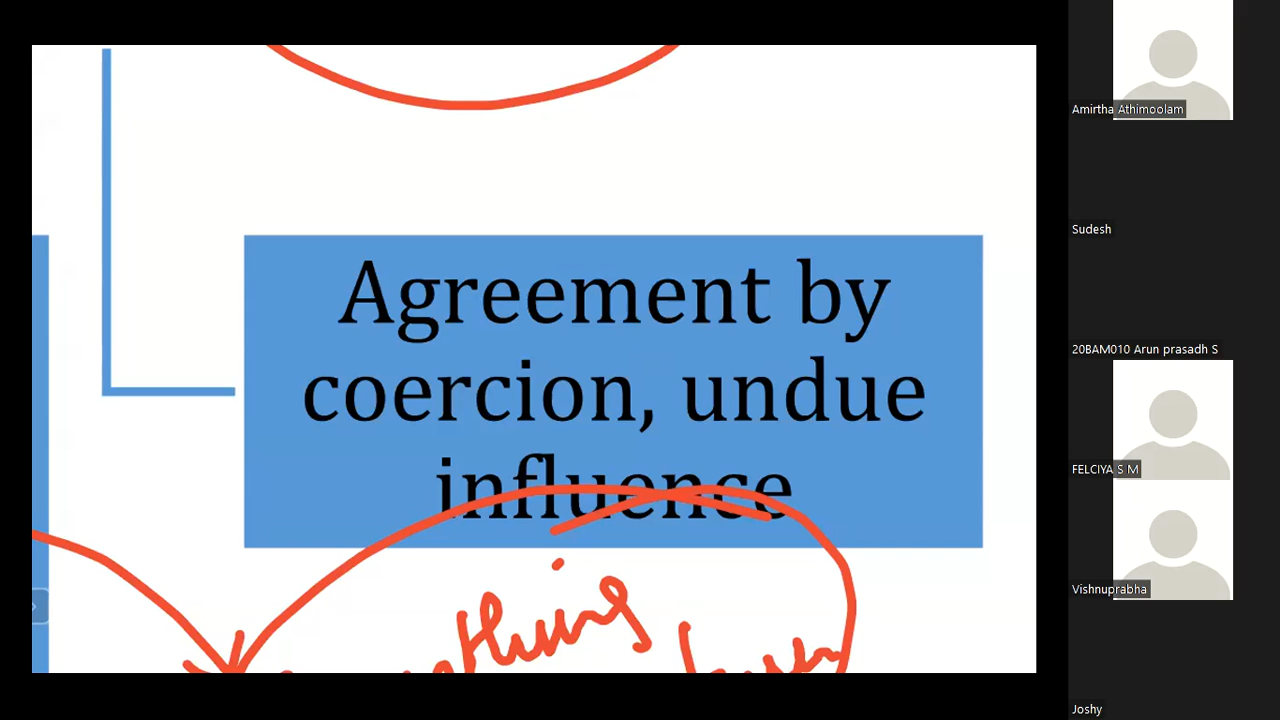 Agreement by
coercion, undue
influence
Amirtha Athimoolam
Sudesh
20BAM010 Arun prasadh S
FELCIYA S M
Vishnuprabha
Joshy